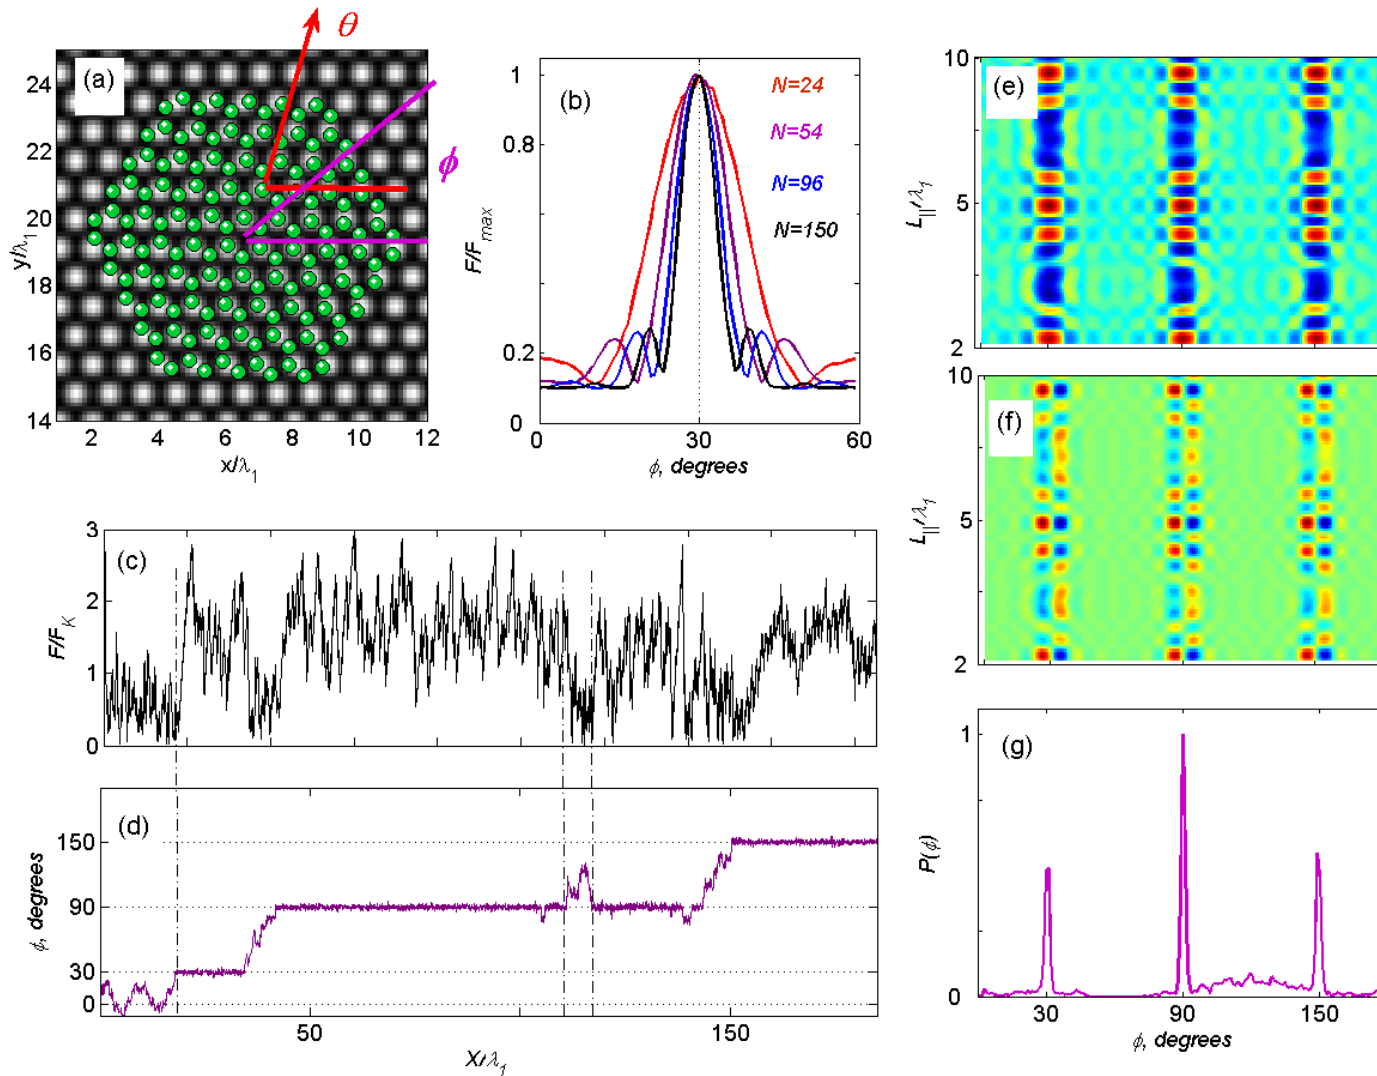 (a)
θ
ϕ
24
22
20
18
16
14
y/λ1
2
4
6
8
10
12
x/λ1
(b)
N=24
N=54
N=96
N=150
1
0.8
0.2
0
F/Fmax
0
30
60
ϕ, degrees
(c)
3
2
1
0
F/FK
(d)
150
90
30
0
ϕ, degrees
50
150
X/λ1
(e)
10
5
2
L||/λ1
(f)
10
5
2
L||/λ1
(g)
1
0
P(ϕ)
30
90
150
ϕ, degrees